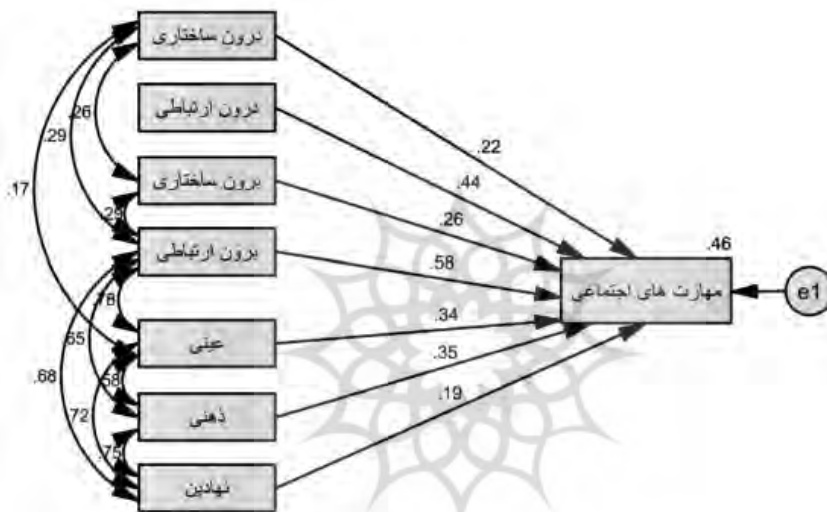 درون ساختاری
درون ارتباطی
برون ساختاری
برون ارتباطی
عینی
ذهنی
نهادین
مهارت های اجتماعی
e1
.22
.44
.26
.58
.34
.35
.19
.46
.26
.29
.17
.29
.78
.65
.58
.68
.72
.75